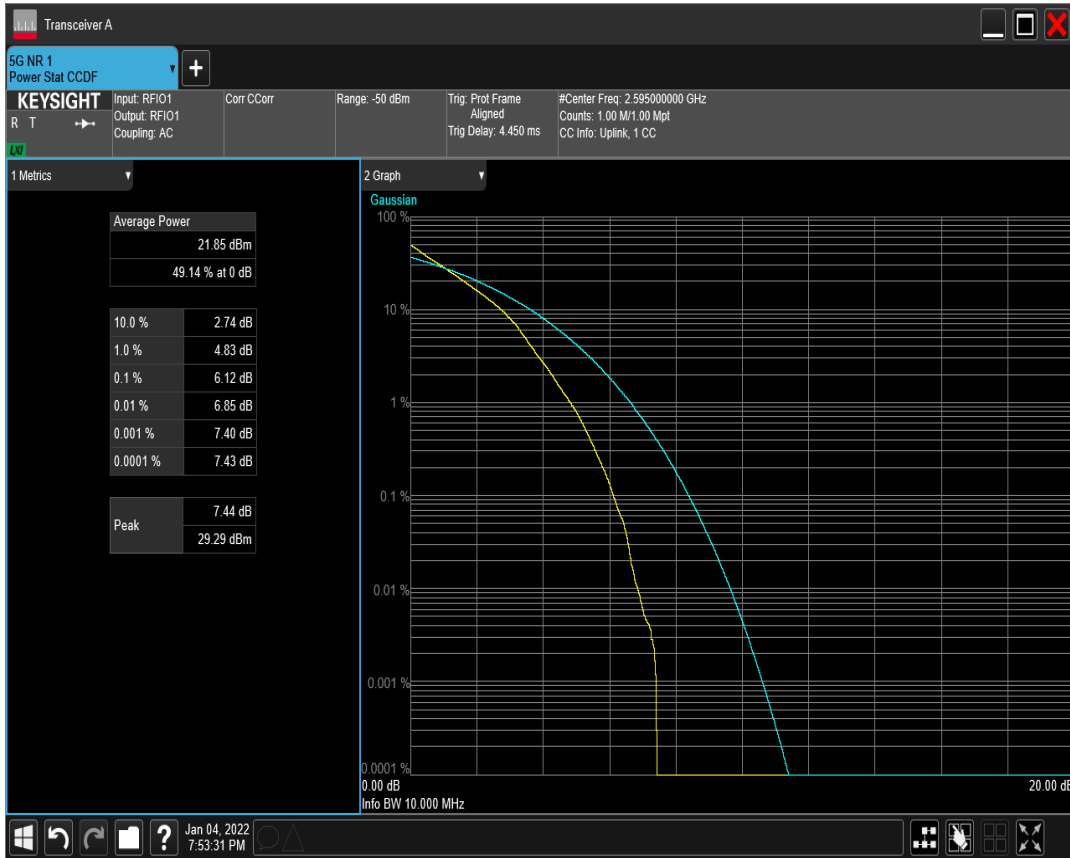 Transceiver A
5G NR 1
Power Stat CCDF
+
KEYSIGHT
R T
LXI
Input: RFIO1
Output: RFIO1
Coupling: AC
Corr CCorr
Range: -50 dBm
Trig: Prot Frame
Aligned
Trig Delay: 4.450 ms
#Center Freq: 2.595000000 GHz
Counts: 1.00 M/1.00 Mpt
CC Info: Uplink, 1 CC
1 Metrics
Average Power
21.85 dBm
49.14 % at 0 dB
10.0 % 2.74 dB
1.0 % 4.83 dB
0.1 % 6.12 dB
0.01 % 6.85 dB
0.001 % 7.40 dB
0.0001 % 7.43 dB
Peak 7.44 dB
29.29 dBm
2 Graph
Gaussian
100 %
10 %
1 %
0.1 %
0.01 %
0.001 %
0.0001 %
0.00 dB 20.00 dB
Info BW 10.000 MHz
?
Jan 04, 2022
7:53:31 PM